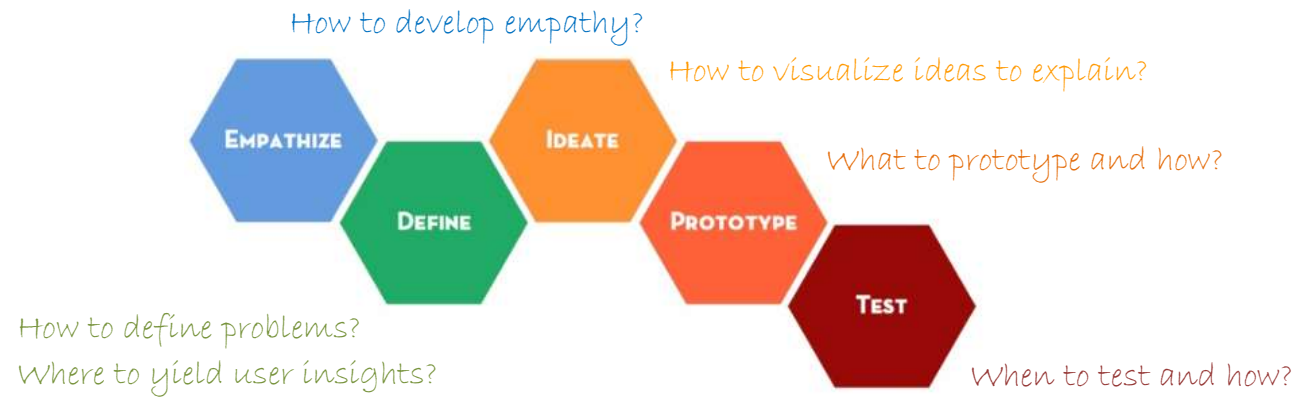 How to develop empathy?
How to visualize ideas to explain?
EMPATHIZE
IDEATE
What to prototype and how?
DEFINE
PROTOTYPE
TEST
How to define problems?
Where to yield user insights?
When to test and how?